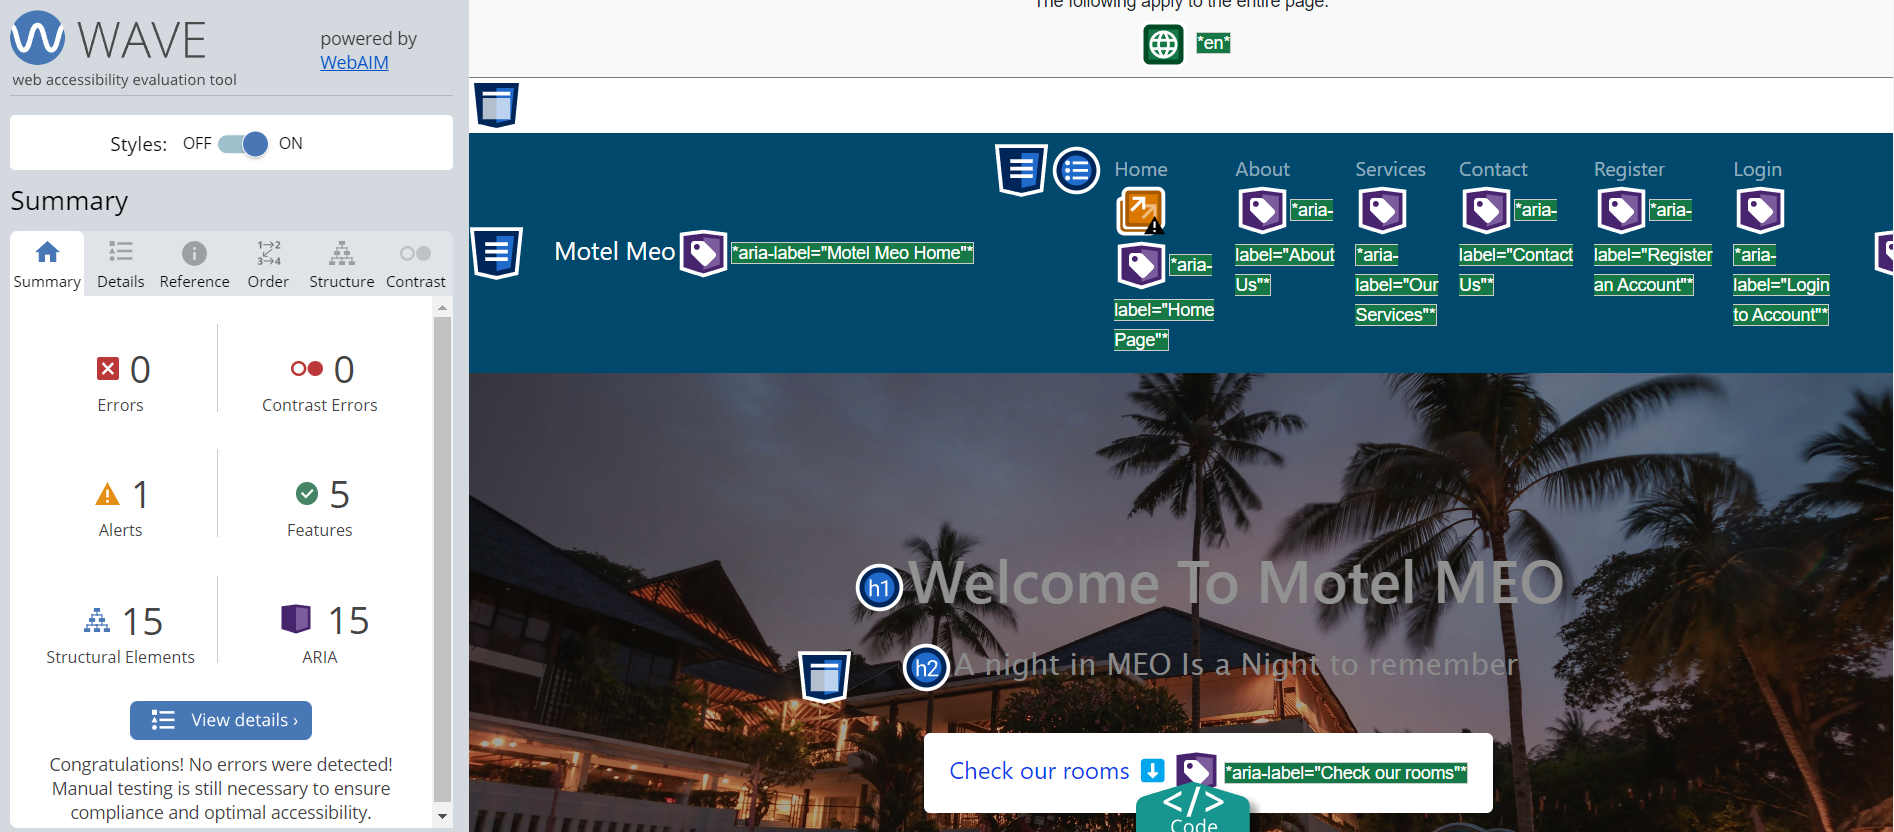 WAVE
web accessibility evaluation tool
powered by
WebAIM
Styles: OFF ON
Summary
Summary Details Reference Order Structure Contrast
0 Errors
0 Contrast Errors
1 Alerts
5 Features
15 Structural Elements
15 ARIA
View details ›
Congratulations! No errors were detected!
Manual testing is still necessary to ensure
compliance and optimal accessibility.
The following apply to the entire page:
*en*
Motel Meo *aria-label="Motel Meo Home"*
Home
*aria-
label="Home
Page"*
About
*aria-
label="About
Us"*
Services
*aria-
label="Our
Services"*
Contact
*aria-
label="Contact
Us"*
Register
*aria-
label="Register
an Account"*
Login
*aria-
label="Login
to Account"*
h1 Welcome To Motel MEO
h2 A night in MEO Is a Night to remember
Check our rooms *aria-label="Check our rooms"*
</> Code